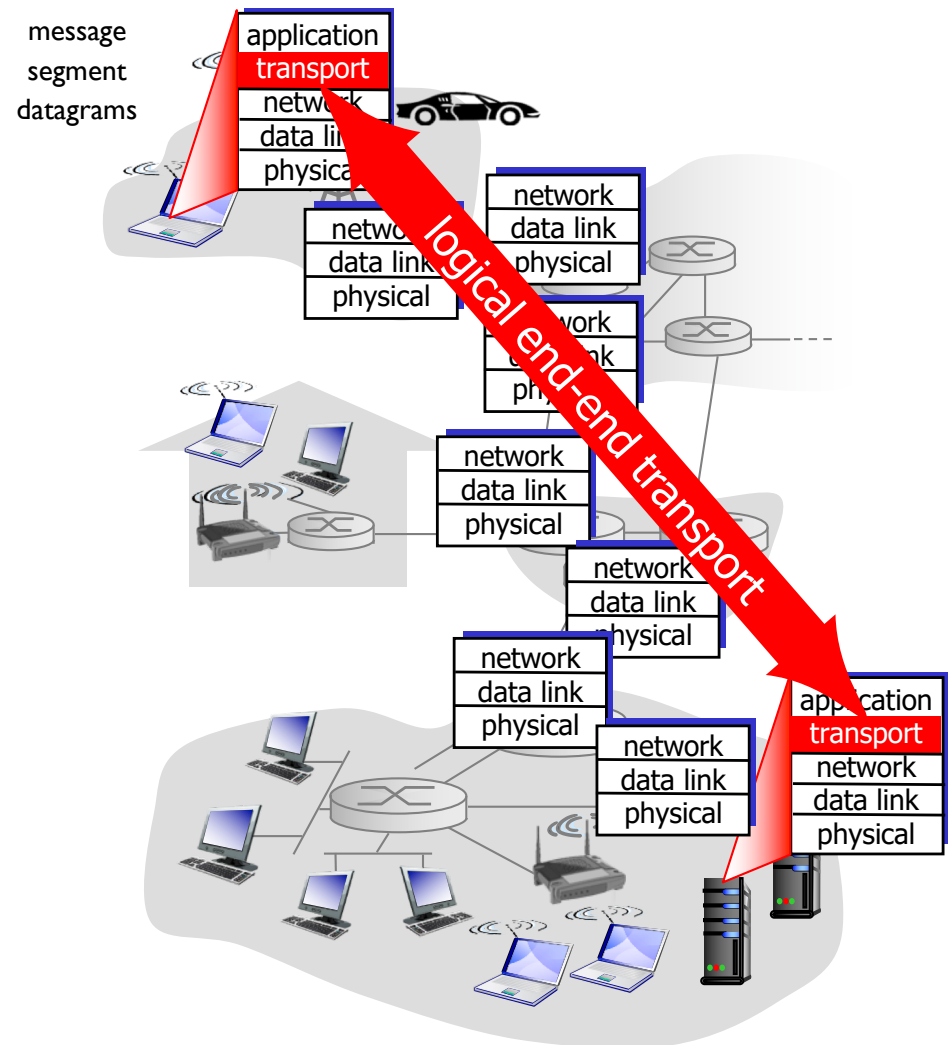 message
segment
datagrams
application
transport
network
data link
physical
network
data link
physical
network
data link
physical
network
data link
physical
logical end-end transport
network
data link
physical
network
data link
physical
network
data link
physical
network
data link
physical
application
transport
network
data link
physical